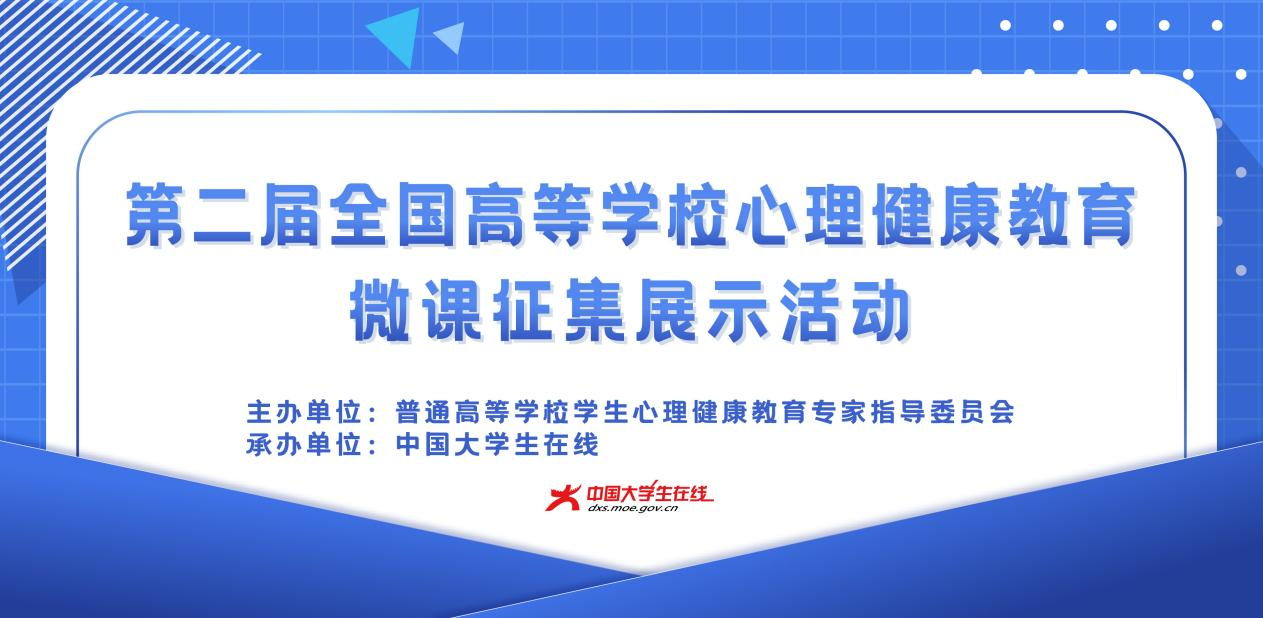 第二届全国高等学校心理健康教育
微课征集展示活动
主办单位：普通高等学校学生心理健康教育专家指导委员会
承办单位：中国大学生在线
中国大学生在线
dxs.moe.gov.cn